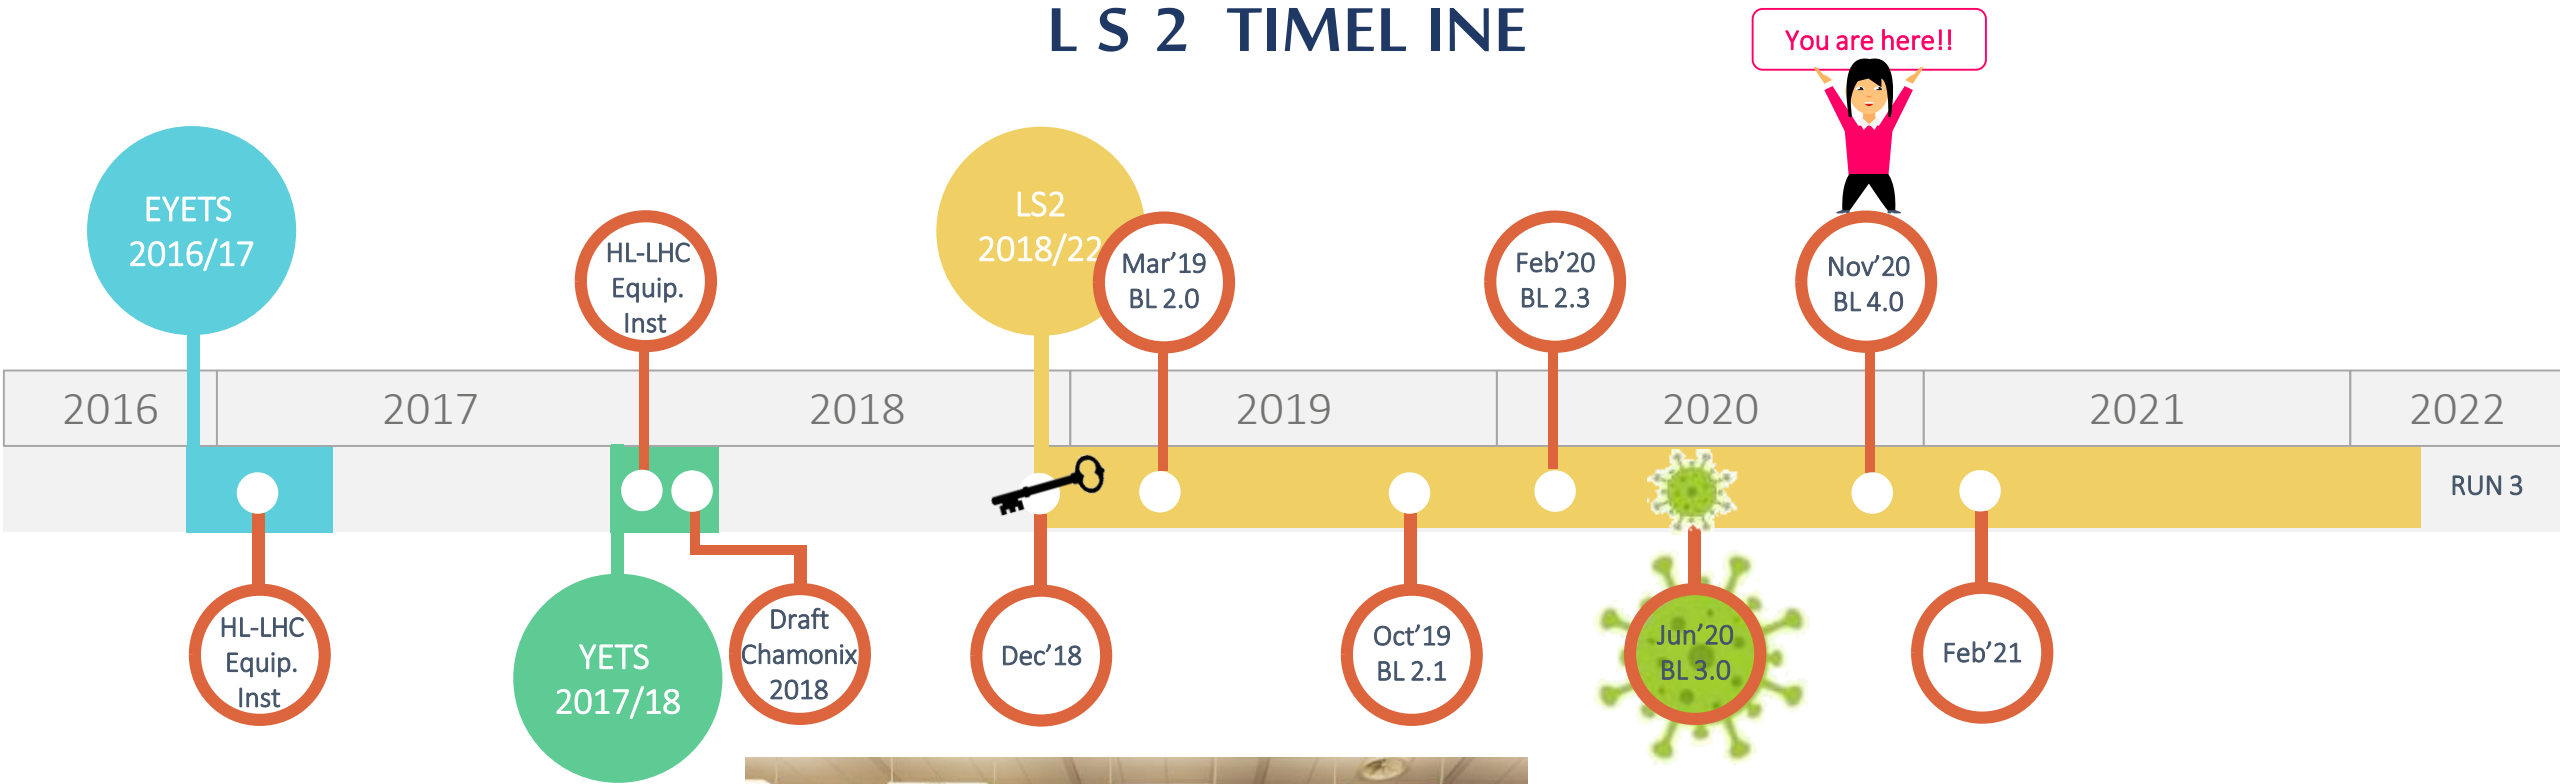 L S 2 TIMEL INE
You are here!!
EYETS
2016/17
HL-LHC
Equip.
Inst
LS2
2018/22
Mar’19
BL 2.0
Feb’20
BL 2.3
Nov’20
BL 4.0
2016
2017
2018
2019
2020
2021
2022
RUN 3
HL-LHC
Equip.
Inst
YETS
2017/18
Draft
Chamonix
2018
Dec’18
Oct’19
BL 2.1
Jun’20
BL 3.0
Feb’21